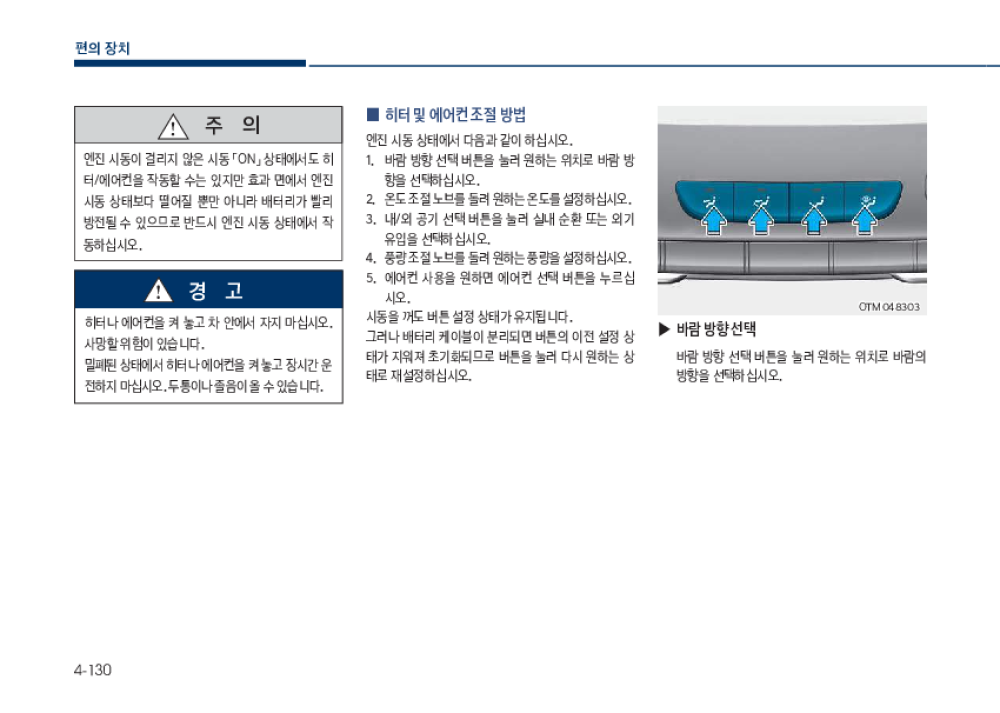 편의 장치
주 의
엔진 시동이 걸리지 않은 시동「ON」상태에서도 히
터/에어컨을 작동할 수는 있지만 효과 면에서 엔진
시동 상태보다 떨어질 뿐만 아니라 배터리가 빨리
방전될 수 있으므로 반드시 엔진 시동 상태에서 작
동하십시오.
경 고
히터나 에어컨을 켜 놓고 차 안에서 자지 마십시오.
사망할 위험이 있습니다.
밀폐된 상태에서 히터나 에어컨을 켜 놓고 장시간 운
전하지 마십시오. 두통이나 졸음이 올 수 있습니다.
■ 히터 및 에어컨 조절 방법
엔진 시동 상태에서 다음과 같이 하십시오.
1. 바람 방향 선택 버튼을 눌러 원하는 위치로 바람 방
향을 선택하십시오.
2. 온도 조절 노브를 돌려 원하는 온도를 설정하십시오.
3. 내/외 공기 선택 버튼을 눌러 실내 순환 또는 외기
유입을 선택하십시오.
4. 풍량 조절 노브를 돌려 원하는 풍량을 설정하십시오.
5. 에어컨 사용을 원하면 에어컨 선택 버튼을 누르십
시오.
시동을 꺼도 버튼 설정 상태가 유지됩니다.
그러나 배터리 케이블이 분리되면 버튼의 이전 설정 상
태가 지워져 초기화되므로 버튼을 눌러 다시 원하는 상
태로 재설정하십시오.
OTM048303
▶ 바람 방향 선택
바람 방향 선택 버튼을 눌러 원하는 위치로 바람의
방향을 선택하십시오.
4-130